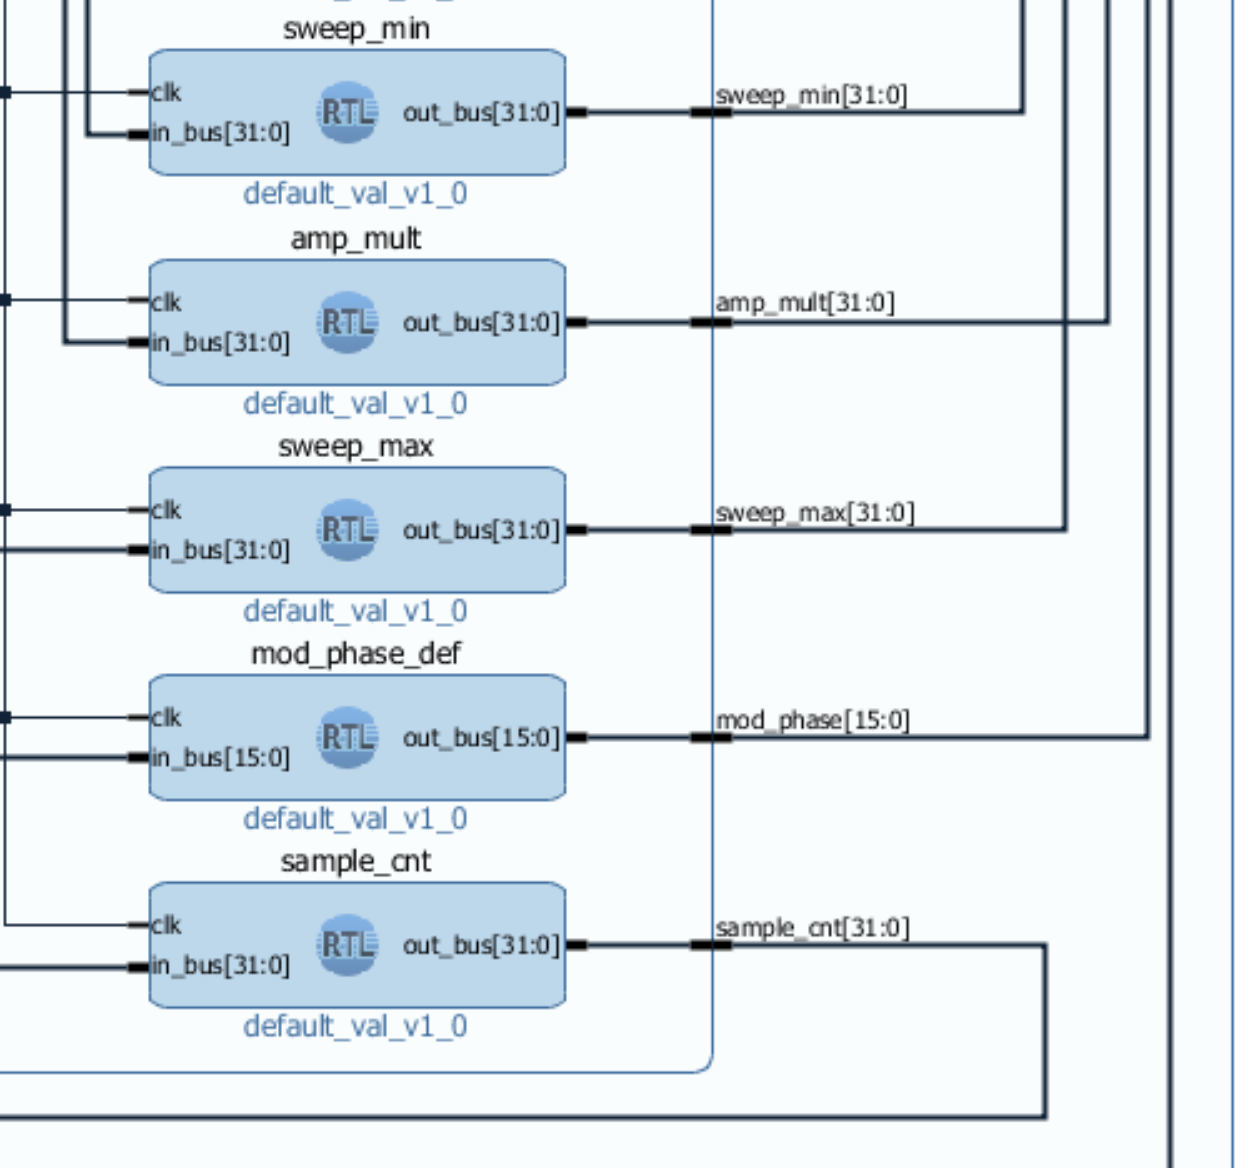 sweep_min
clk
in_bus[31:0]
RTL
out_bus[31:0]
sweep_min[31:0]
default_val_v1_0
amp_mult
clk
in_bus[31:0]
RTL
out_bus[31:0]
amp_mult[31:0]
default_val_v1_0
sweep_max
clk
in_bus[31:0]
RTL
out_bus[31:0]
sweep_max[31:0]
default_val_v1_0
mod_phase_def
clk
in_bus[15:0]
RTL
out_bus[15:0]
mod_phase[15:0]
default_val_v1_0
sample_cnt
clk
in_bus[31:0]
RTL
out_bus[31:0]
sample_cnt[31:0]
default_val_v1_0